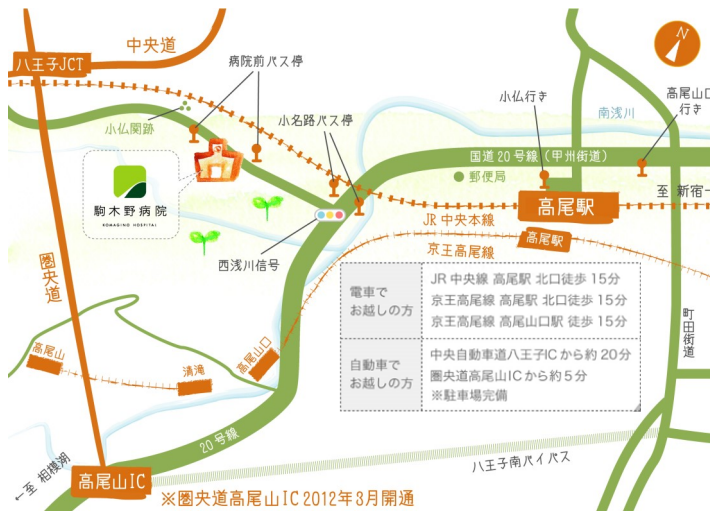 中央道
八王子JCT
病院前バス停
小仏関跡
小名路バス停
小仏行き
南浅川
高尾山口
行き
N
国道20号線(甲州街道)
郵便局
駒木野病院
KOMAGINO HOSPITAL
高尾駅
至 新宿→
JR中央本線
高尾駅
京王高尾線
西浅川信号
圏央道
町田街道
電車で
お越しの方
JR中央線 高尾駅 北口徒歩 15分
京王高尾線 高尾駅 北口徒歩 15分
京王高尾線 高尾山口駅 徒歩 15分
自動車で
お越しの方
中央自動車道八王子ICから約20分
圏央道高尾山ICから約5分
※駐車場完備
高尾山
清滝
高尾山口
20号線
←至 相模湖
高尾山IC
八王子南バイパス
※圏央道高尾山IC 2012年3月開通